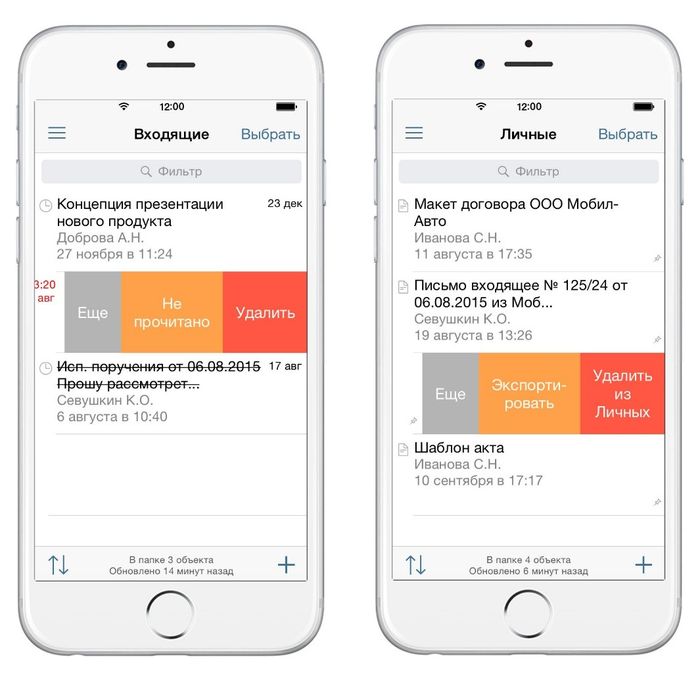 12:00
Входящие
Выбрать
Фильтр
Концепция презентации
нового продукта
23 дек
Доброва А.Н.
27 ноября в 11:24
3:20
авг
Еще
Не
прочитано
Удалить
Исп. поручения от 06.08.2015
Прошу рассмотрет...
17 авг
Севушкин К.О.
6 августа в 10:40
В папке 3 объекта
Обновлено 14 минут назад
12:00
Личные
Выбрать
Фильтр
Макет договора ООО Мобил-
Авто
Иванова С.Н.
11 августа в 17:35
Письмо входящее № 125/24 от
06.08.2015 из Моб...
Севушкин К.О.
19 августа в 13:26
Еще
Экспорти-
ровать
Удалить
из
Личных
Шаблон акта
Иванова С.Н.
10 сентября в 17:17
В папке 4 объекта
Обновлено 6 минут назад